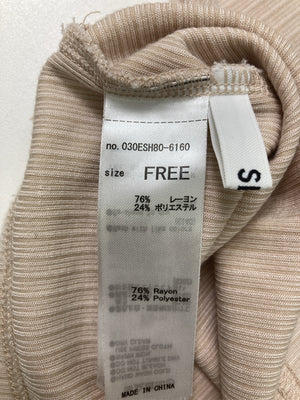 no. 030ESH80-6160
size FREE
76% レーヨン
24% ポリエステル
76% Rayon
24% Polyester
MADE IN CHINA